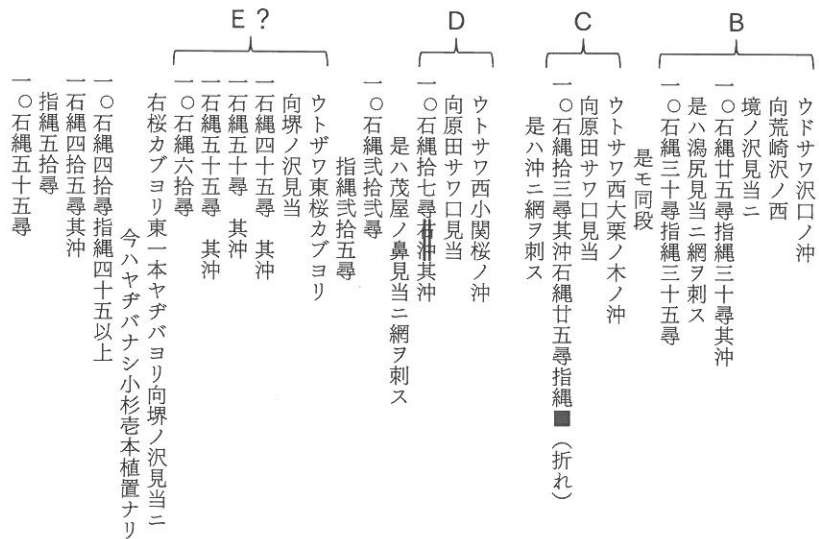 B
ウドサワ沢口ノ沖
向荒崎沢ノ西
境ノ沢見当ニ
一〇石縄廿五尋指縄三十尋其沖
是ハ潟尻見当ニ網ヲ刺ス
一〇石縄三十尋指縄三十五尋
是モ同段
C
ウトサワ西大栗ノ木ノ沖
向原田サワ口見当
一〇石縄拾三尋其沖石縄廿五尋指縄■（折れ）
是ハ沖ニ網ヲ刺ス
D
ウトサワ西小関桜ノ沖
向原田サワ口見当
一〇石縄拾七尋右沖其沖
是ハ茂屋ノ鼻見当ニ網ヲ刺ス
一〇石縄弐拾弐尋
指縄弐拾五尋
E？
ウトザワ東桜カブヨリ
向堺ノ沢見当
一石縄四十五尋　其沖
一石縄五十尋　其沖
一石縄五十五尋　其沖
一〇石縄六拾尋
右桜カブヨリ東一本ヤヂバヨリ向堺ノ沢見当ニ
今ハヤヂバナシ小杉壱本植置ナリ
一〇石縄四拾尋指縄四十五以上
一石縄四拾五尋其沖
指縄五拾尋
一〇石縄五十五尋